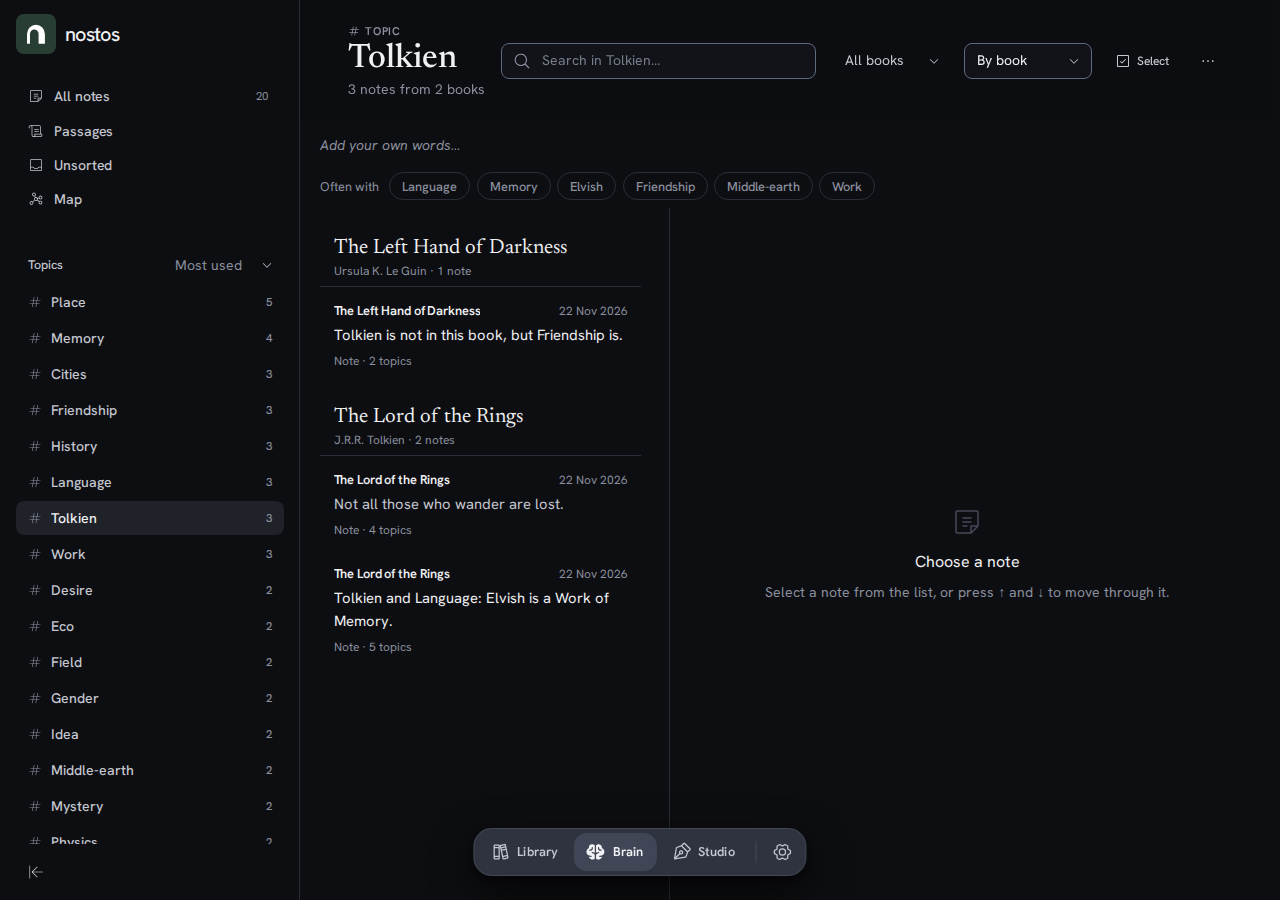 nostos
All notes 20
Passages
Unsorted
Map
Topics Most used
# Place 5
# Memory 4
# Cities 3
# Friendship 3
# History 3
# Language 3
# Tolkien 3
# Work 3
# Desire 2
# Eco 2
# Field 2
# Gender 2
# Idea 2
# Middle-earth 2
# Mystery 2
# Physics 2
# TOPIC
Tolkien
3 notes from 2 books
Search in Tolkien...
All books
By book
Select
Add your own words...
Often with Language Memory Elvish Friendship Middle-earth Work
The Left Hand of Darkness
Ursula K. Le Guin · 1 note
The Left Hand of Darkness 22 Nov 2026
Tolkien is not in this book, but Friendship is.
Note · 2 topics
The Lord of the Rings
J.R.R. Tolkien · 2 notes
The Lord of the Rings 22 Nov 2026
Not all those who wander are lost.
Note · 4 topics
The Lord of the Rings 22 Nov 2026
Tolkien and Language: Elvish is a Work of
Memory.
Note · 5 topics
Choose a note
Select a note from the list, or press ↑ and ↓ to move through it.
Library Brain Studio